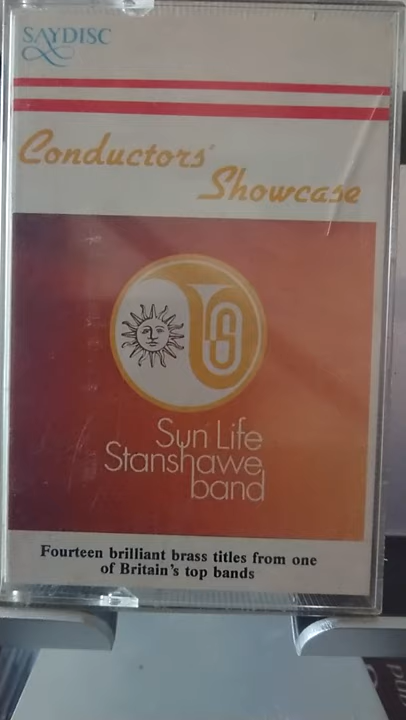 SAYDISC
Conductors'
Showcase
Sun Life
Stanshawe
band
Fourteen brilliant brass titles from one
of Britain's top bands